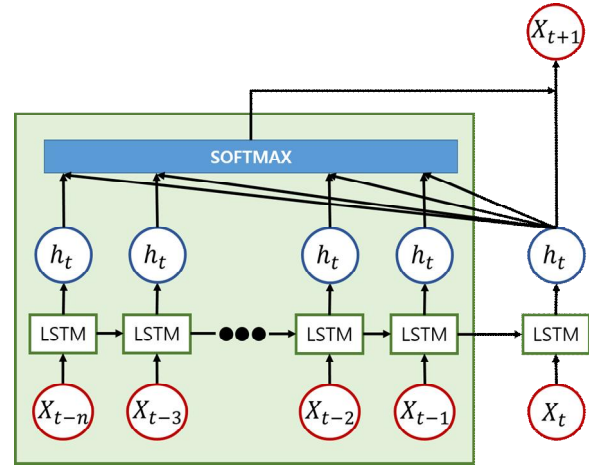 X_{t+1}
SOFTMAX
h_t h_t h_t h_t h_t
LSTM LSTM LSTM LSTM LSTM
X_{t-n} X_{t-3} X_{t-2} X_{t-1} X_t